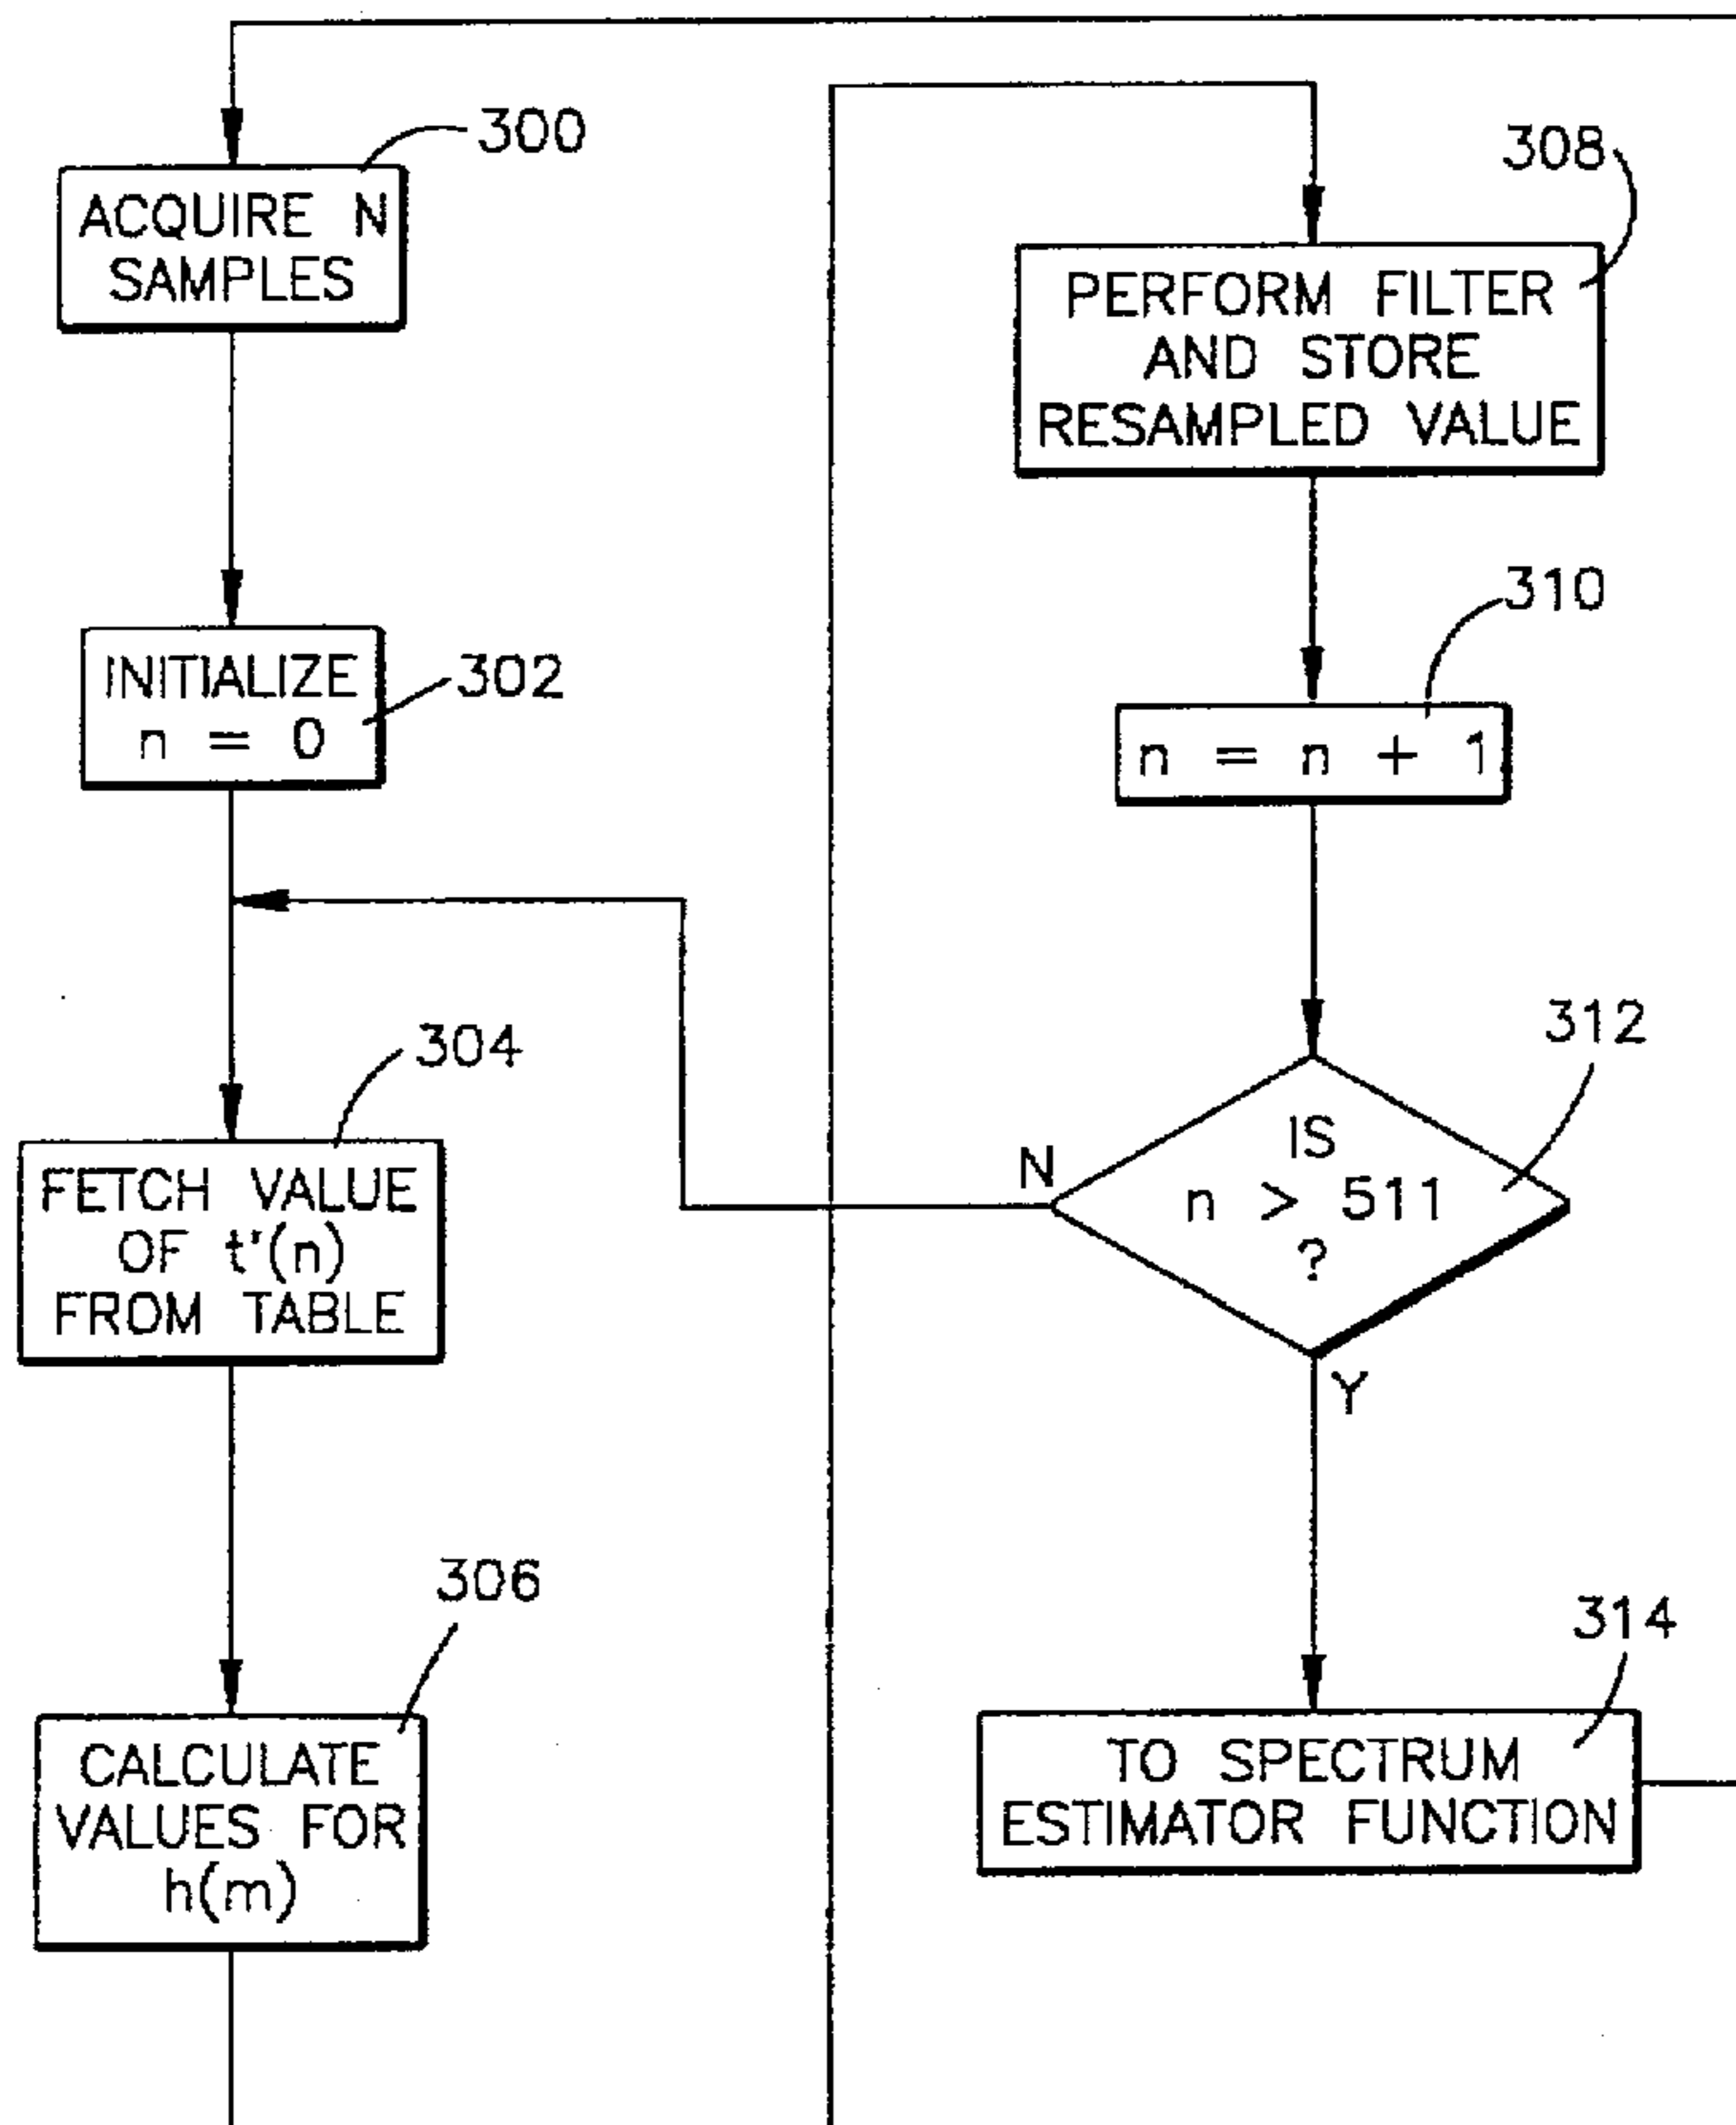 300
ACQUIRE N
SAMPLES
302
INITIALIZE
n = 0
304
FETCH VALUE
OF t'(n)
FROM TABLE
306
CALCULATE
VALUES FOR
h(m)
308
PERFORM FILTER
AND STORE
RESAMPLED VALUE
310
n = n + 1
312
IS
n > 511
?
N
Y
314
TO SPECTRUM
ESTIMATOR FUNCTION